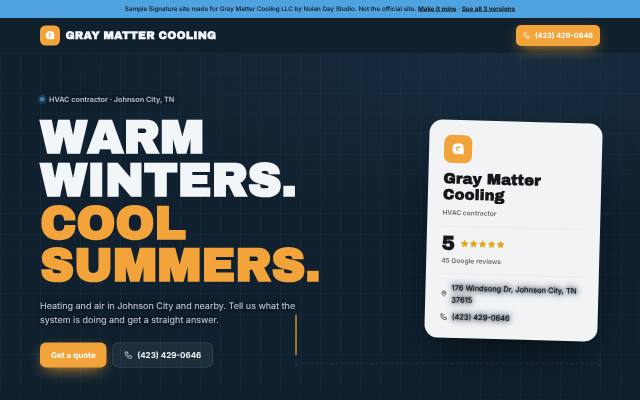 Sample Signature site made for Gray Matter Cooling LLC by Nolan Day Studio. Not the official site. Make it mine · See all 3 versions
G GRAY MATTER COOLING
(423) 429-0646
HVAC contractor · Johnson City, TN
WARM
WINTERS.
COOL
SUMMERS.
Heating and air in Johnson City and nearby. Tell us what the
system is doing and get a straight answer.
Get a quote
(423) 429-0646
G
Gray Matter
Cooling
HVAC contractor
5
45 Google reviews
176 Windsong Dr, Johnson City, TN
37615
(423) 429-0646